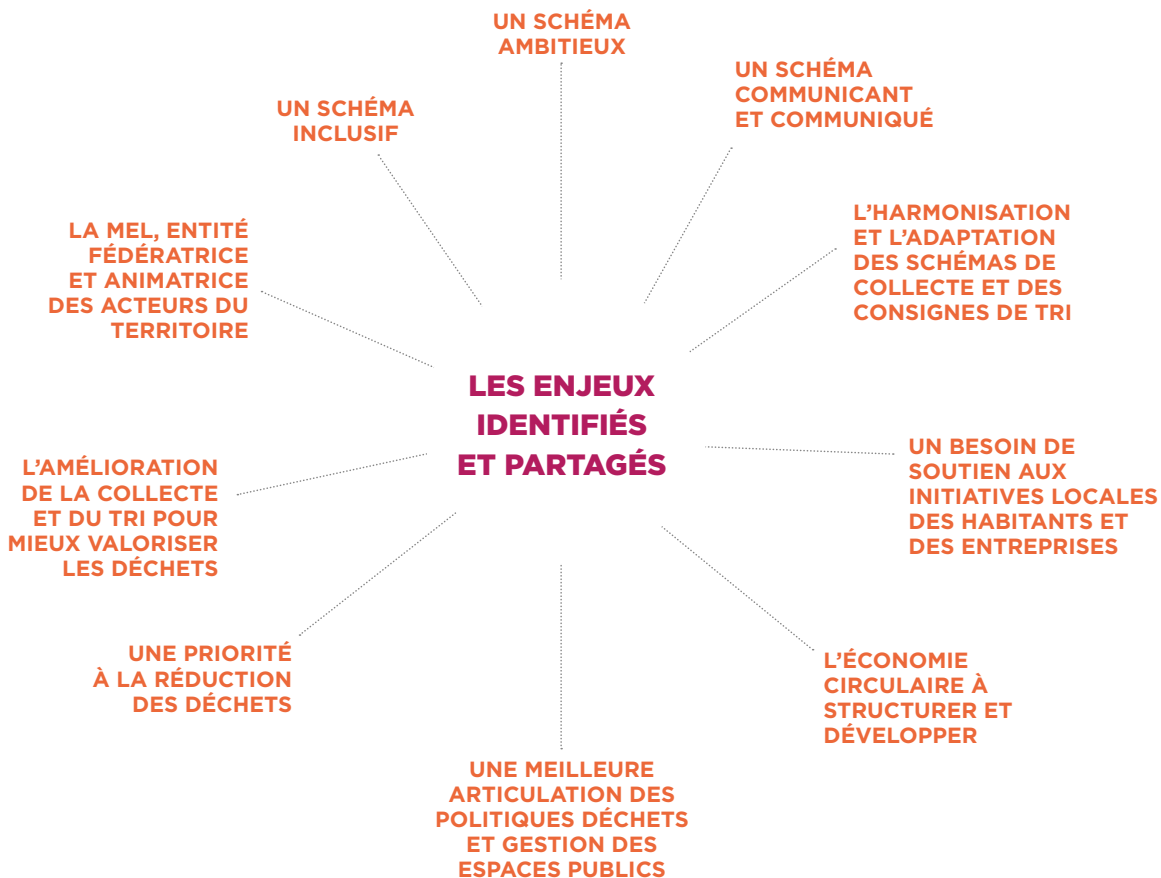 UN SCHÉMA
AMBITIEUX
UN SCHÉMA
COMMUNICANT
ET COMMUNIQUÉ
UN SCHÉMA
INCLUSIF
L'HARMONISATION
ET L'ADAPTATION
DES SCHÉMAS DE
COLLECTE ET DES
CONSIGNES DE TRI
LA MEL, ENTITÉ
FÉDÉRATRICE
ET ANIMATRICE
DES ACTEURS DU
TERRITOIRE
LES ENJEUX
IDENTIFIÉS
ET PARTAGÉS
UN BESOIN DE
SOUTIEN AUX
INITIATIVES LOCALES
DES HABITANTS ET
DES ENTREPRISES
L'AMÉLIORATION
DE LA COLLECTE
ET DU TRI POUR
MIEUX VALORISER
LES DÉCHETS
UNE PRIORITÉ
À LA RÉDUCTION
DES DÉCHETS
L'ÉCONOMIE
CIRCULAIRE À
STRUCTURER ET
DÉVELOPPER
UNE MEILLEURE
ARTICULATION DES
POLITIQUES DÉCHETS
ET GESTION DES
ESPACES PUBLICS